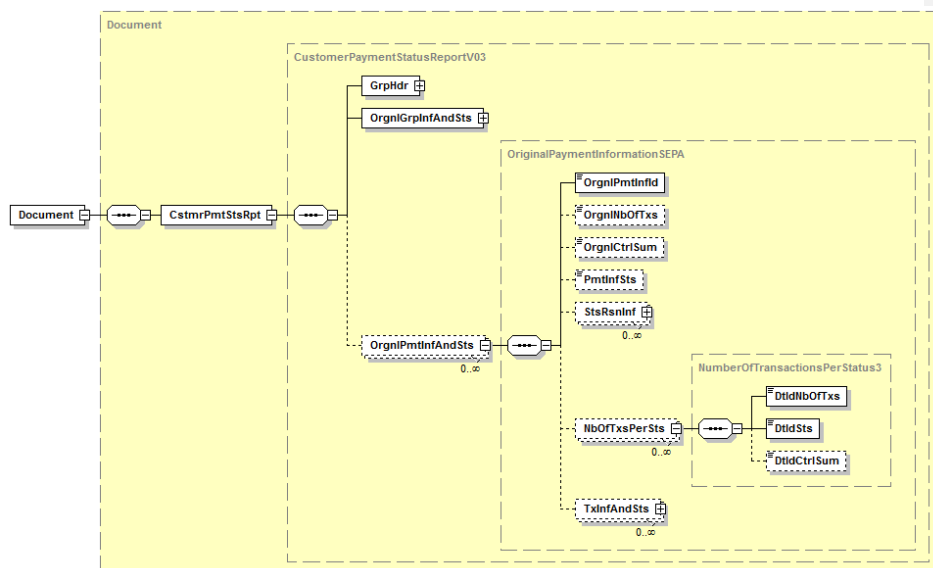 Document
CustomerPaymentStatusReportV03
GrpHdr
OrgnlGrpInfAndSts
OriginalPaymentInformationSEPA
OrgnlPmtInfId
Document
CstmrPmtStsRpt
OrgnlNbOfTxs
OrgnlCtrlSum
PmtInfSts
StsRsnInf
0..∞
OrgnlPmtInfAndSts
0..∞
NumberOfTransactionsPerStatus3
DtldNbOfTxs
NbOfTxsPerSts
0..∞
DtldSts
DtldCtrlSum
TxInfAndSts
0..∞